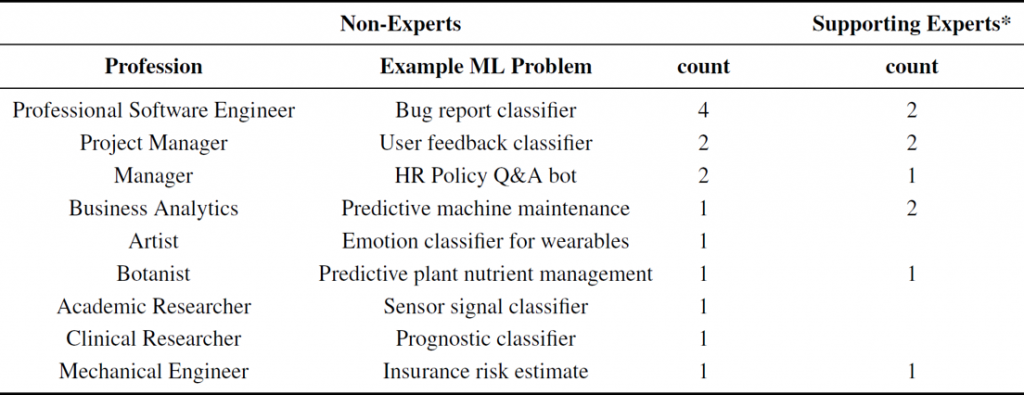 Non-Experts Supporting Experts*
Profession Example ML Problem count count
Professional Software Engineer Bug report classifier 4 2
Project Manager User feedback classifier 2 2
Manager HR Policy Q&A bot 2 1
Business Analytics Predictive machine maintenance 1 2
Artist Emotion classifier for wearables 1
Botanist Predictive plant nutrient management 1 1
Academic Researcher Sensor signal classifier 1
Clinical Researcher Prognostic classifier 1
Mechanical Engineer Insurance risk estimate 1 1